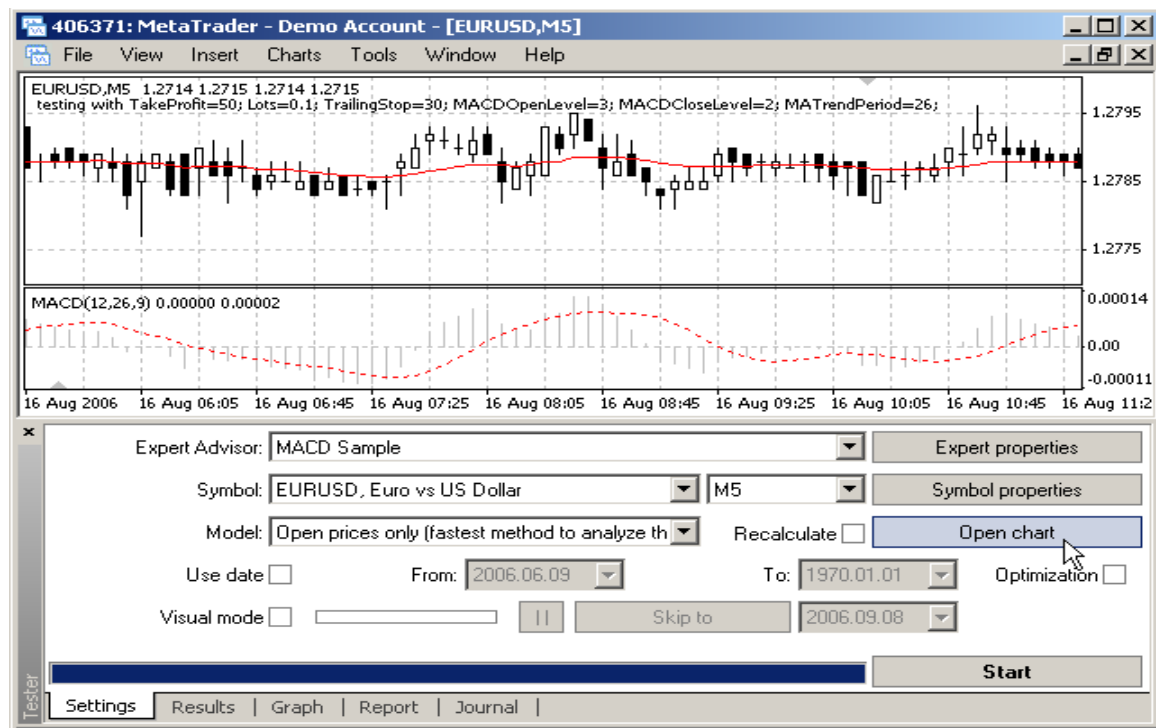 406371: MetaTrader - Demo Account - [EURUSD,M5]
File View Insert Charts Tools Window Help
EURUSD,M5 1.2714 1.2715 1.2714 1.2715
testing with TakeProfit=50; Lots=0.1; TrailingStop=30; MACDOpenLevel=3; MACDCloseLevel=2; MATrendPeriod=26;
1.2795
1.2785
1.2775
MACD(12,26,9) 0.00000 0.00002
0.00014
0.00
-0.00011
16 Aug 2006 16 Aug 06:05 16 Aug 06:45 16 Aug 07:25 16 Aug 08:05 16 Aug 08:45 16 Aug 09:25 16 Aug 10:05 16 Aug 10:45 16 Aug 11:2
Expert Advisor: MACD Sample Expert properties
Symbol: EURUSD, Euro vs US Dollar M5 Symbol properties
Model: Open prices only (fastest method to analyze th Recalculate Open chart
Use date From: 2006.06.09 To: 1970.01.01 Optimization
Visual mode Skip to 2006.09.08
Start
Tester
Settings Results | Graph | Report | Journal |